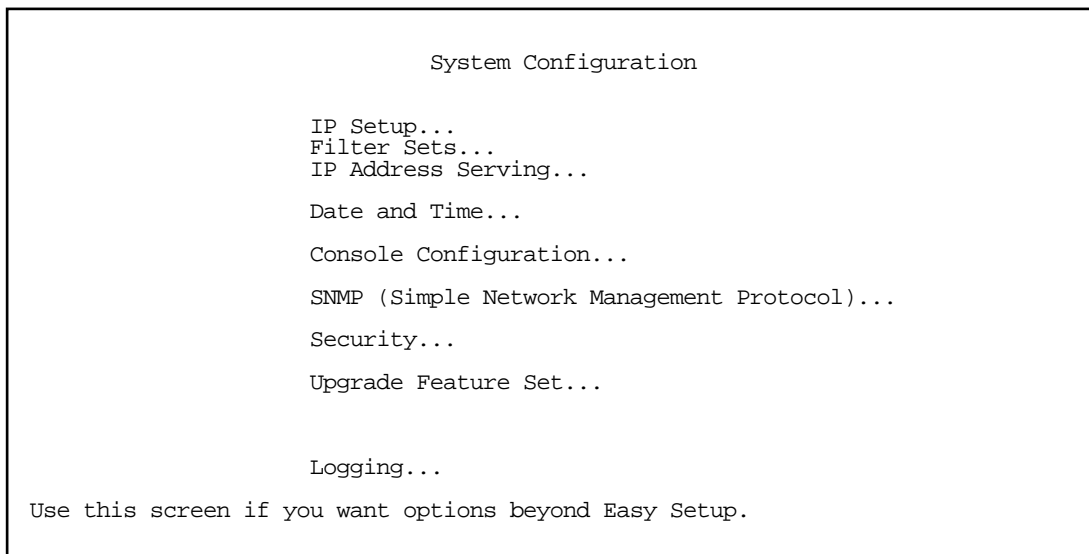 System Configuration
IP Setup...
Filter Sets...
IP Address Serving...
Date and Time...
Console Configuration...
SNMP (Simple Network Management Protocol)...
Security...
Upgrade Feature Set...
Logging...
Use this screen if you want options beyond Easy Setup.